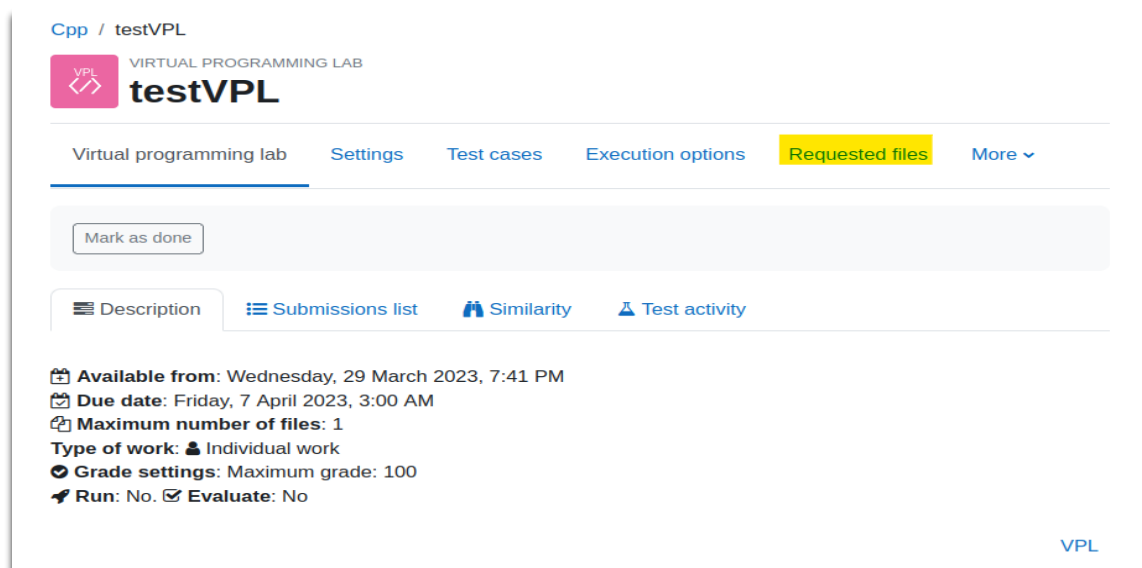 Cpp / testVPL
VPL
VIRTUAL PROGRAMMING LAB
testVPL
Virtual programming lab Settings Test cases Execution options Requested files More
Mark as done
Description Submissions list Similarity Test activity
Available from: Wednesday, 29 March 2023, 7:41 PM
Due date: Friday, 7 April 2023, 3:00 AM
Maximum number of files: 1
Type of work: Individual work
Grade settings: Maximum grade: 100
Run: No. Evaluate: No
VPL